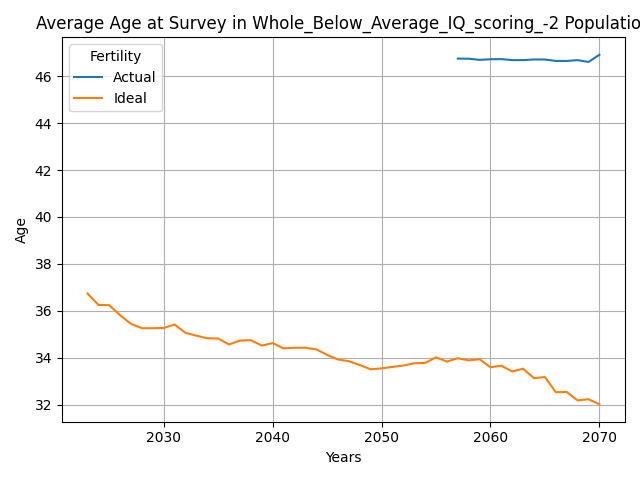 Average Age at Survey in Whole_Below_Average_IQ_scoring_-2 Populatio
Fertility
Actual
Ideal
46
44
42
40
38
36
34
32
Age
2030 2040 2050 2060 2070
Years